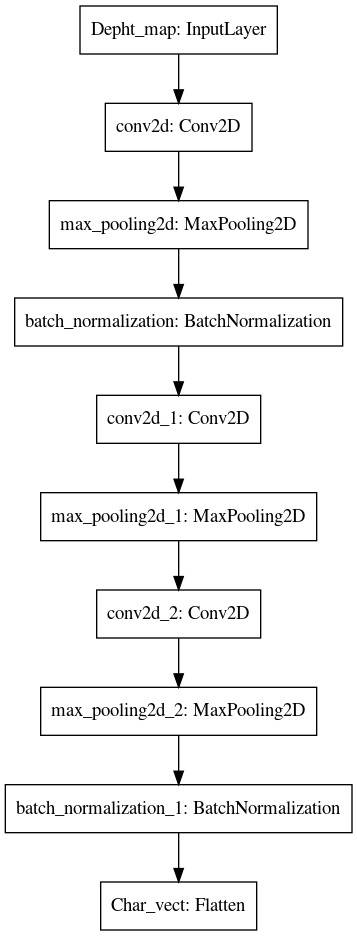 Depht_map: InputLayer
conv2d: Conv2D
max_pooling2d: MaxPooling2D
batch_normalization: BatchNormalization
conv2d_1: Conv2D
max_pooling2d_1: MaxPooling2D
conv2d_2: Conv2D
max_pooling2d_2: MaxPooling2D
batch_normalization_1: BatchNormalization
Char_vect: Flatten